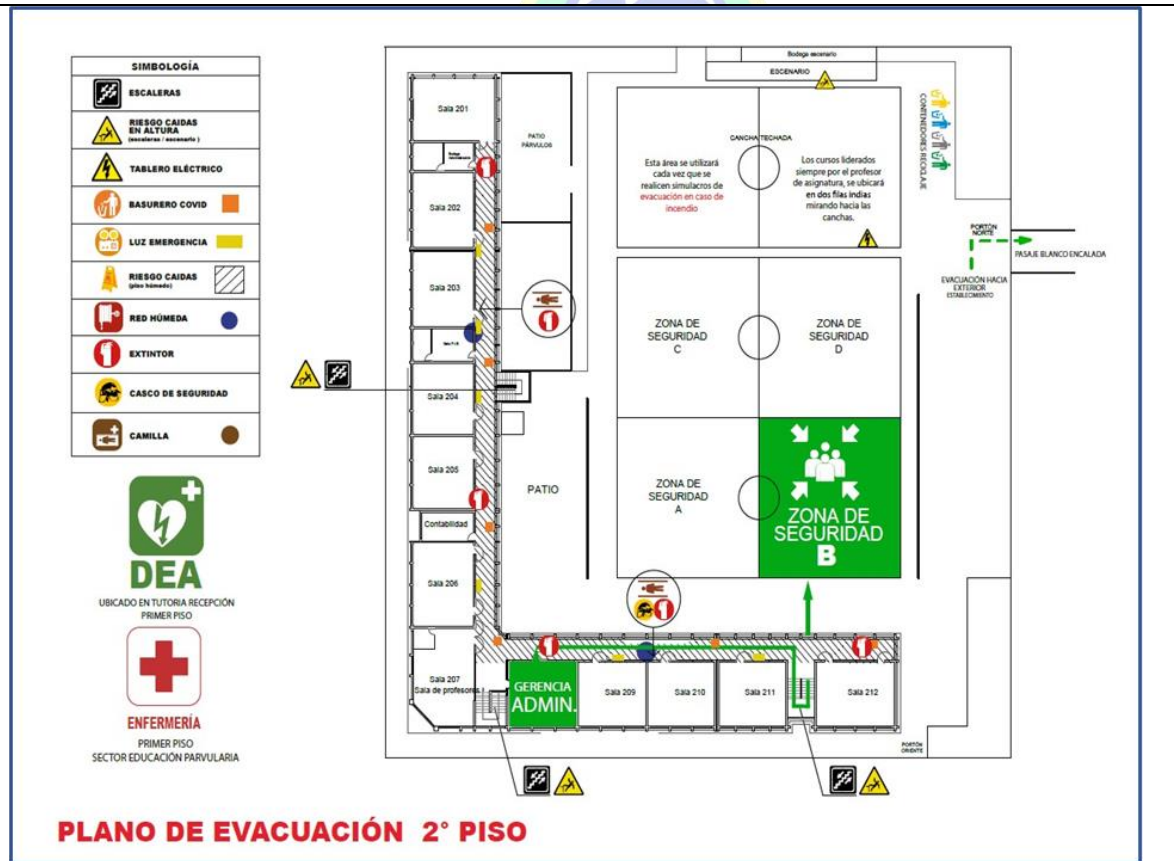 SIMBOLOGÍA
ESCALERAS
RIESGO CAIDAS
EN ALTURA
(escaleras / escenario )
TABLERO ELÉCTRICO
BASURERO COVID
LUZ EMERGENCIA
RIESGO CAIDAS
(piso húmedo)
RED HÚMEDA
EXTINTOR
CASCO DE SEGURIDAD
CAMILLA
DEA
UBICADO EN TUTORIA RECEPCIÓN
PRIMER PISO
ENFERMERÍA
PRIMER PISO
SECTOR EDUCACIÓN PARVULARIA
Sala 201
Sala 202
Sala 203
Sala 204
Sala 205
Contabilidad
Sala 206
Sala 207
Sala de profesores
GERENCIA
ADMIN.
Sala 209
Sala 210
Sala 211
Sala 212
PATIO
PÁRVULOS
PATIO
Bodega escenario
ESCENARIO
CANCHA TECHADA
Esta área se utilizará
cada vez que se
realicen simulacros de
evacuación en caso de
incendio
Los cursos liderados
siempre por el profesor
de asignatura, se ubicará
en dos filas indias
mirando hacia las
canchas.
CONTENEDORES RECICLAJE
PORTÓN
NORTE
PASAJE BLANCO ENCALADA
EVACUACIÓN HACIA
EXTERIOR
ESTABLECIMIENTO
ZONA DE
SEGURIDAD
C
ZONA DE
SEGURIDAD
D
ZONA DE
SEGURIDAD
A
ZONA DE
SEGURIDAD
B
PORTÓN
ORIENTE
PLANO DE EVACUACIÓN 2° PISO